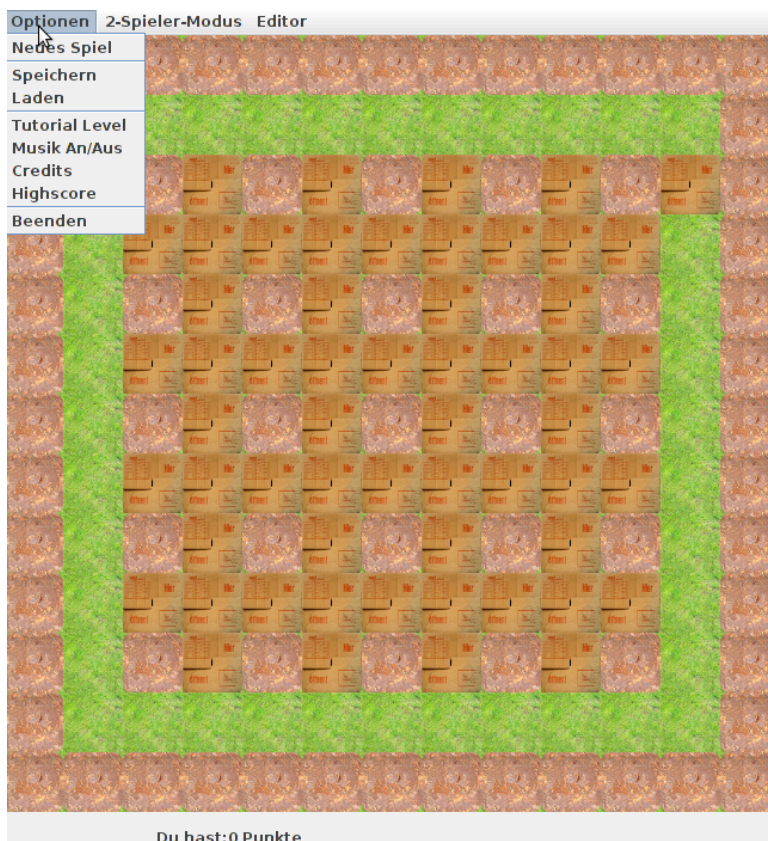 Optionen 2-Spieler-Modus Editor
Neues Spiel
Speichern
Laden
Tutorial Level
Musik An/Aus
Credits
Highscore
Beenden
Du hast:0 Punkte